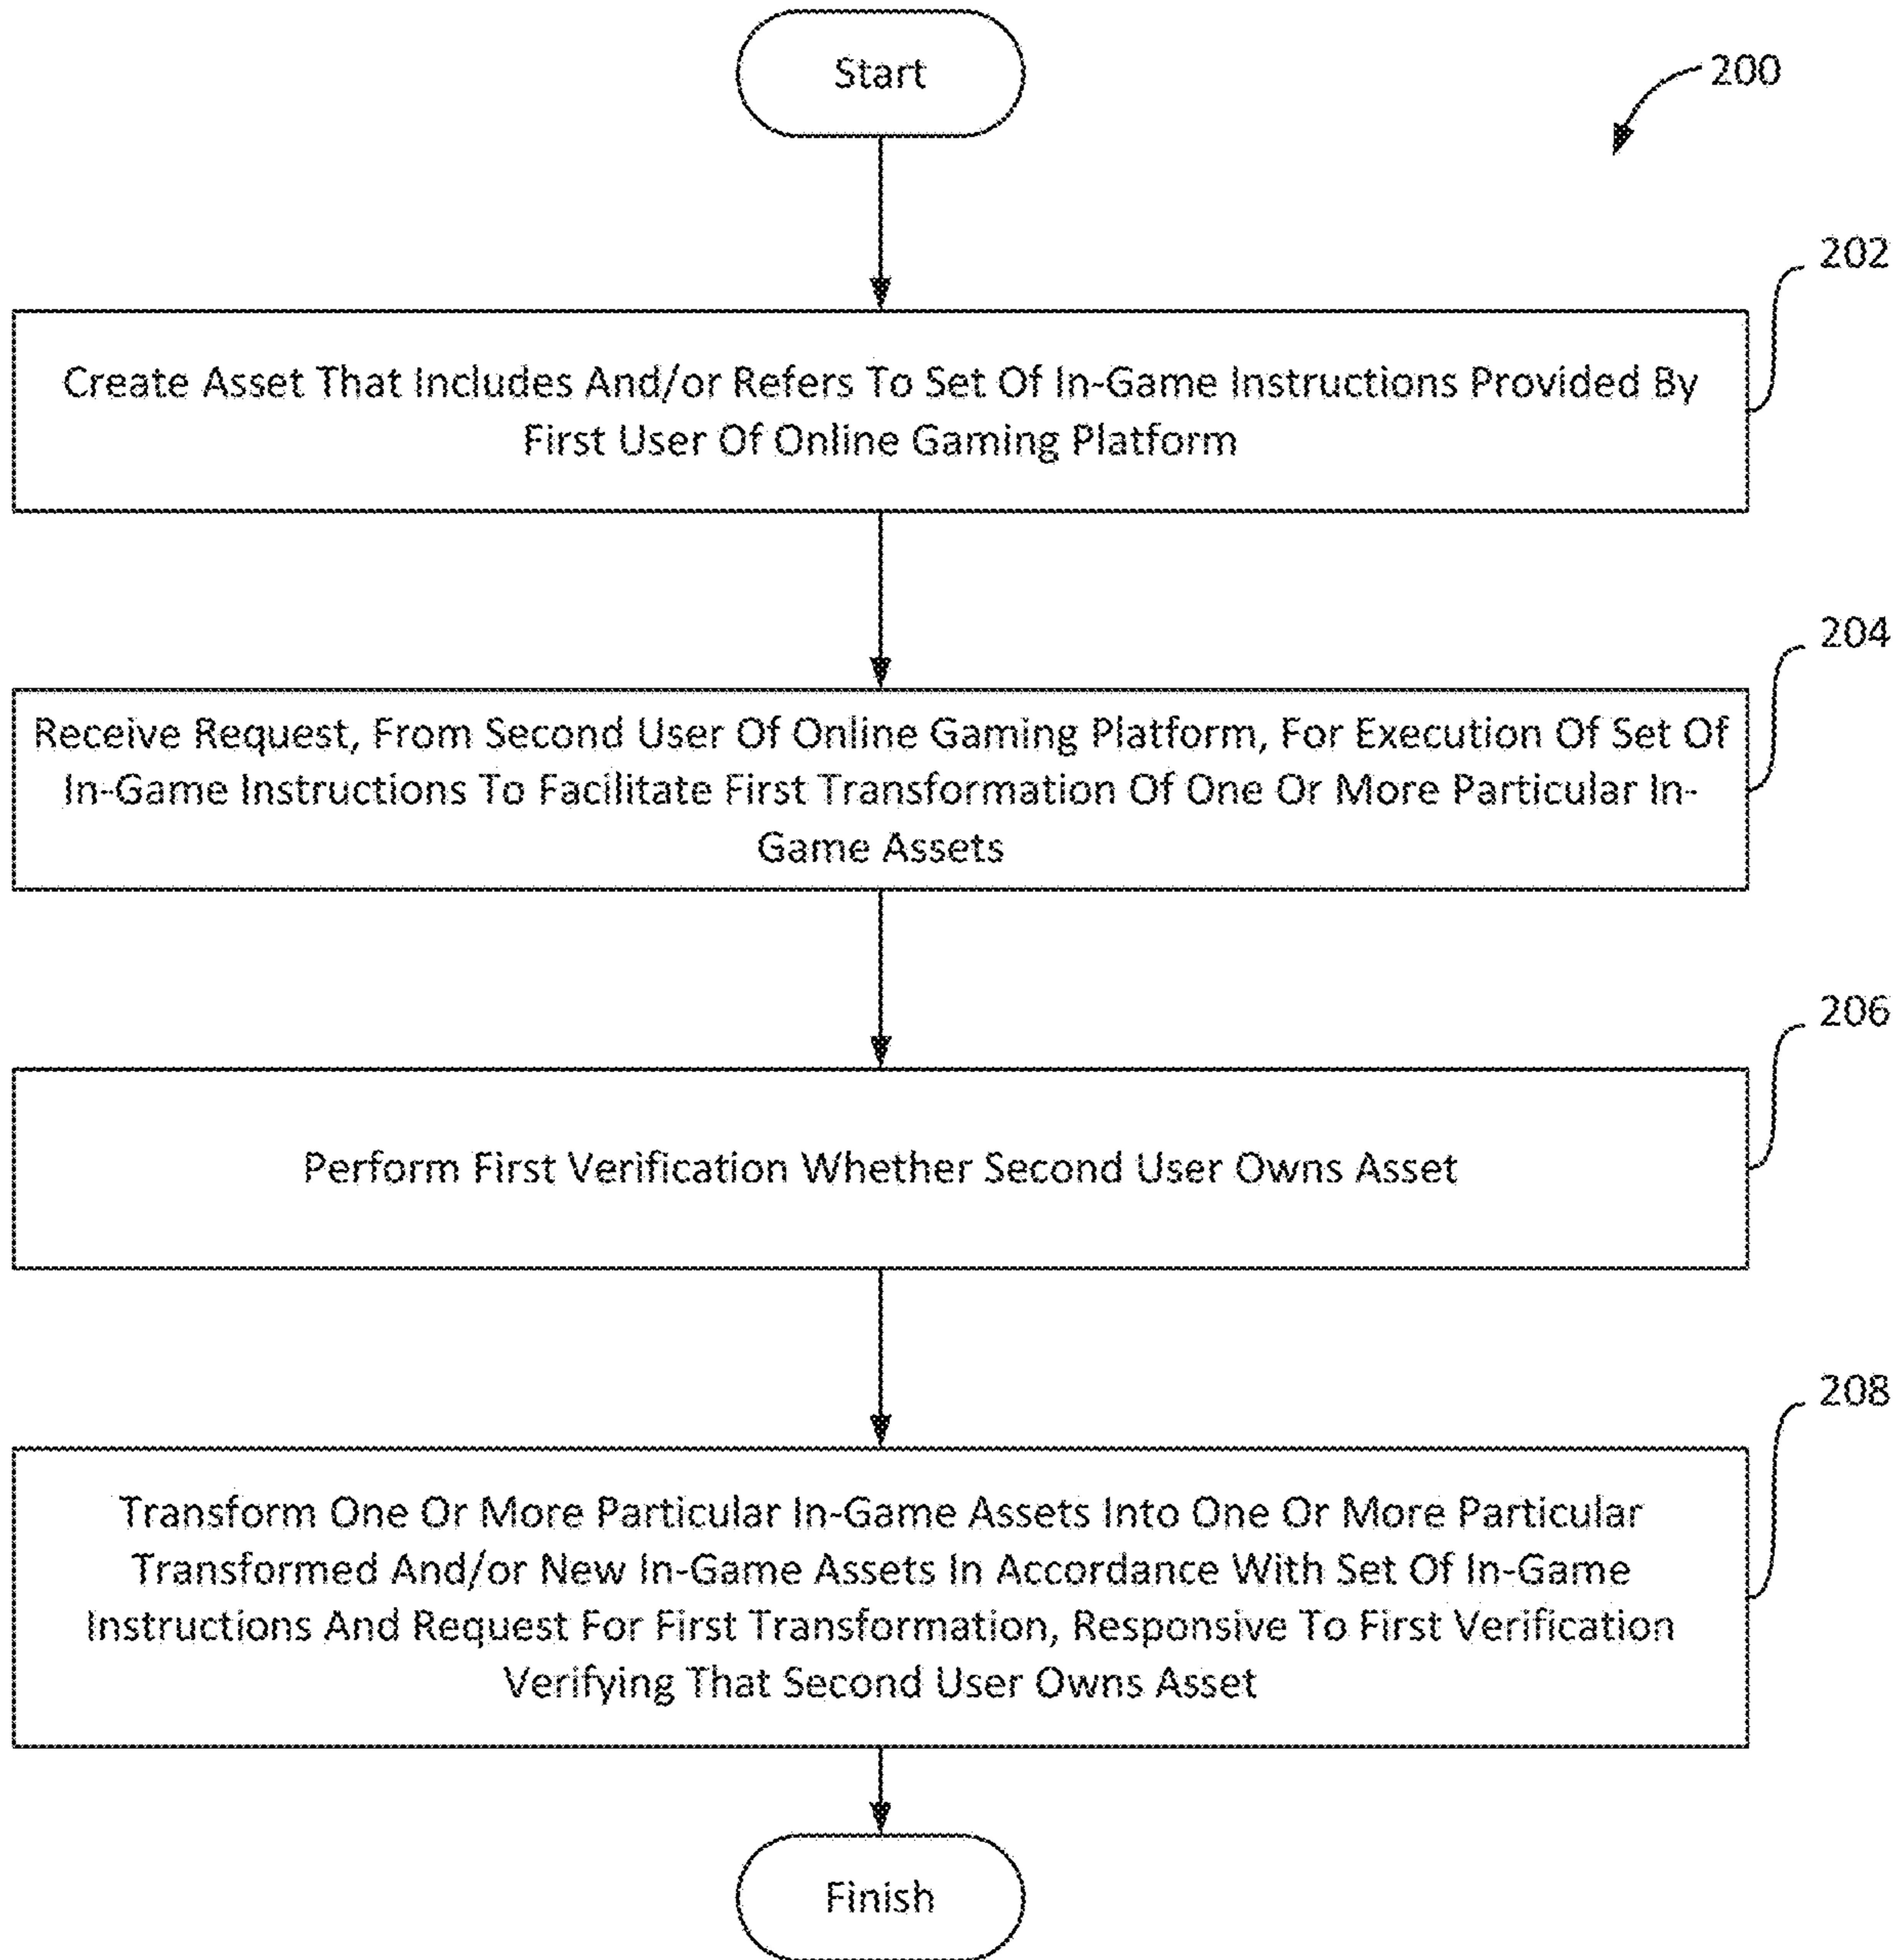 Start
200
202
Create Asset That Includes And/or Refers To Set Of In-Game Instructions Provided By
First User Of Online Gaming Platform
204
Receive Request, From Second User Of Online Gaming Platform, For Execution Of Set Of
In-Game Instructions To Facilitate First Transformation Of One Or More Particular In-
Game Assets
206
Perform First Verification Whether Second User Owns Asset
208
Transform One Or More Particular In-Game Assets Into One Or More Particular
Transformed And/or New In-Game Assets In Accordance With Set Of In-Game
Instructions And Request For First Transformation, Responsive To First Verification
Verifying That Second User Owns Asset
Finish